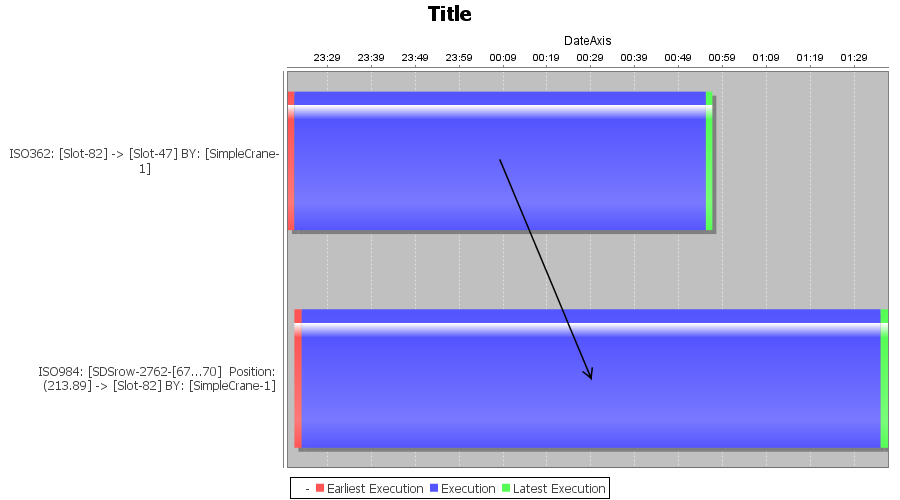 Title
DateAxis
23:29 23:39 23:49 23:59 00:09 00:19 00:29 00:39 00:49 00:59 01:09 01:19 01:29
ISO362: [Slot-82] -> [Slot-47] BY: [SimpleCrane-
1]
ISO984: [SDSrow-2762-[67...70] Position:
(213.89] -> [Slot-82] BY: [SimpleCrane-1]
- Earliest Execution Execution Latest Execution